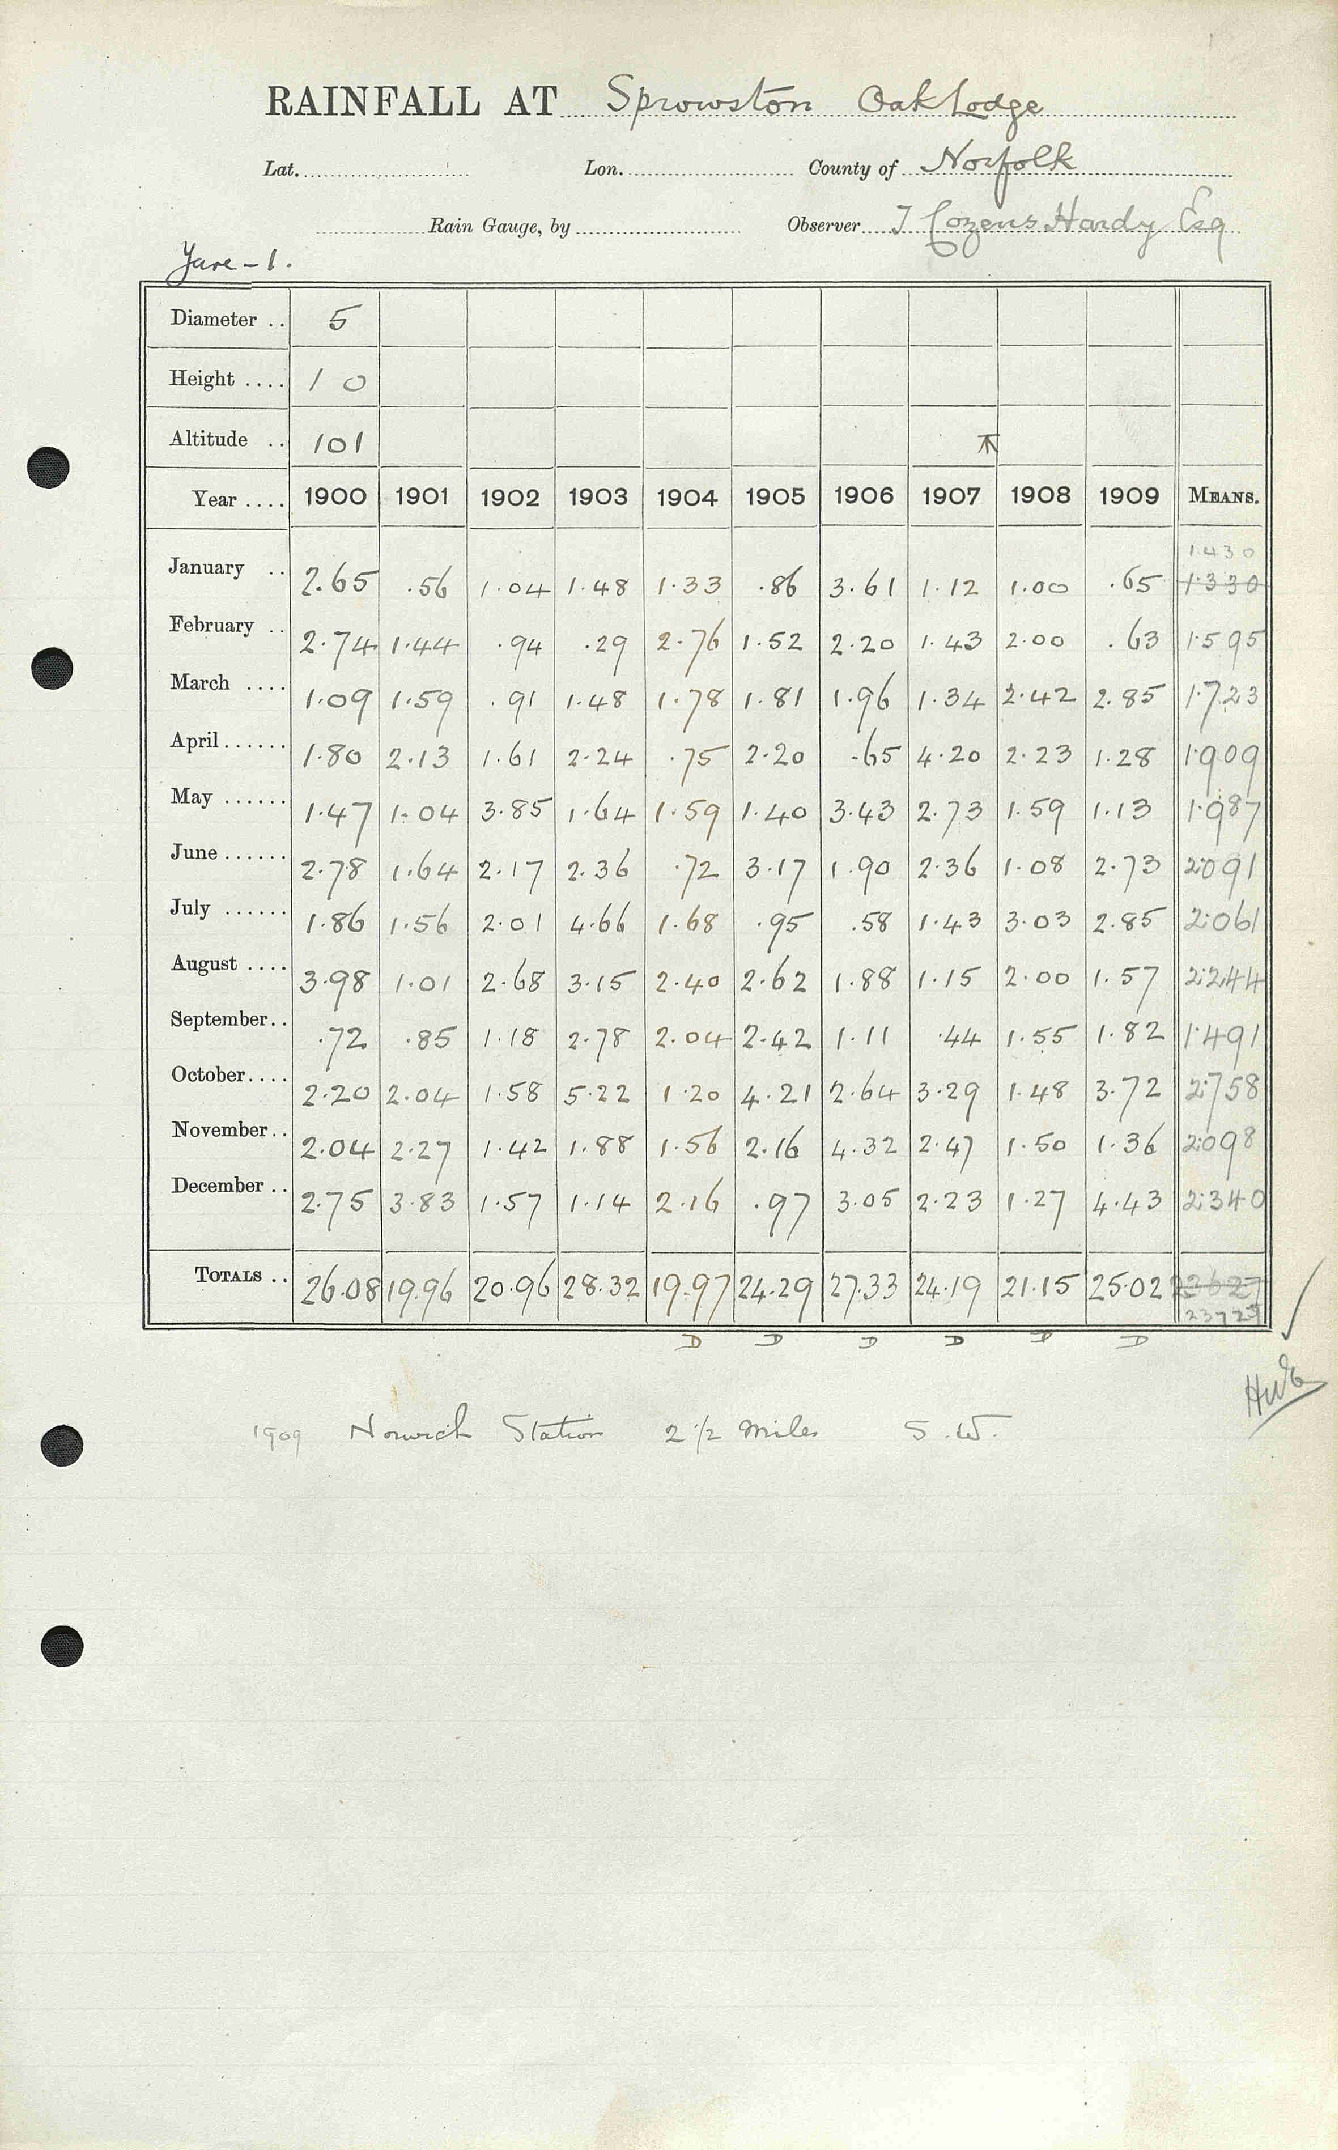 RAINFALL AT Sprowston Oak Lodge
Lat. Lon. County of Norfolk
Rain Gauge, by Observer J Cozens Hardy Esq
Yare - 1.
Diameter .. 5
Height .... 1 0
Altitude .. 101
Year .... 1900 1901 1902 1903 1904 1905 1906 1907 1908 1909 MEANS.
1.430
January .. 2.65 .56 1.04 1.48 1.33 .86 3.61 1.12 1.00 .65 1.330
February .. 2.74 1.44 .94 .29 2.76 1.52 2.20 1.43 2.00 .63 1.595
March .... 1.09 1.59 .91 1.48 1.78 1.81 1.96 1.34 2.42 2.85 1.723
April...... 1.80 2.13 1.61 2.24 .75 2.20 .65 4.20 2.23 1.28 1.909
May ...... 1.47 1.04 3.85 1.64 1.59 1.40 3.43 2.73 1.59 1.13 1.987
June...... 2.78 1.64 2.17 2.36 .72 3.17 1.90 2.36 1.08 2.73 2.091
July ...... 1.86 1.56 2.01 4.66 1.68 .95 .58 1.43 3.03 2.85 2.061
August .... 3.98 1.01 2.68 3.15 2.40 2.62 1.88 1.15 2.00 1.57 2.244
September.. .72 .85 1.18 2.78 2.04 2.42 1.11 .44 1.55 1.82 1.491
October.... 2.20 2.04 1.58 5.22 1.20 4.21 2.64 3.29 1.48 3.72 2.758
November.. 2.04 2.27 1.42 1.88 1.56 2.16 4.32 2.47 1.50 1.36 2.098
December .. 2.75 3.83 1.57 1.14 2.16 .97 3.05 2.23 1.27 4.43 2.340
TOTALS .. 26.08 19.96 20.96 28.32 19.97 24.29 27.33 24.19 21.15 25.02 23627
23727
D D D D D D
1909 Norwich Station 2 1/2 miles S.W.